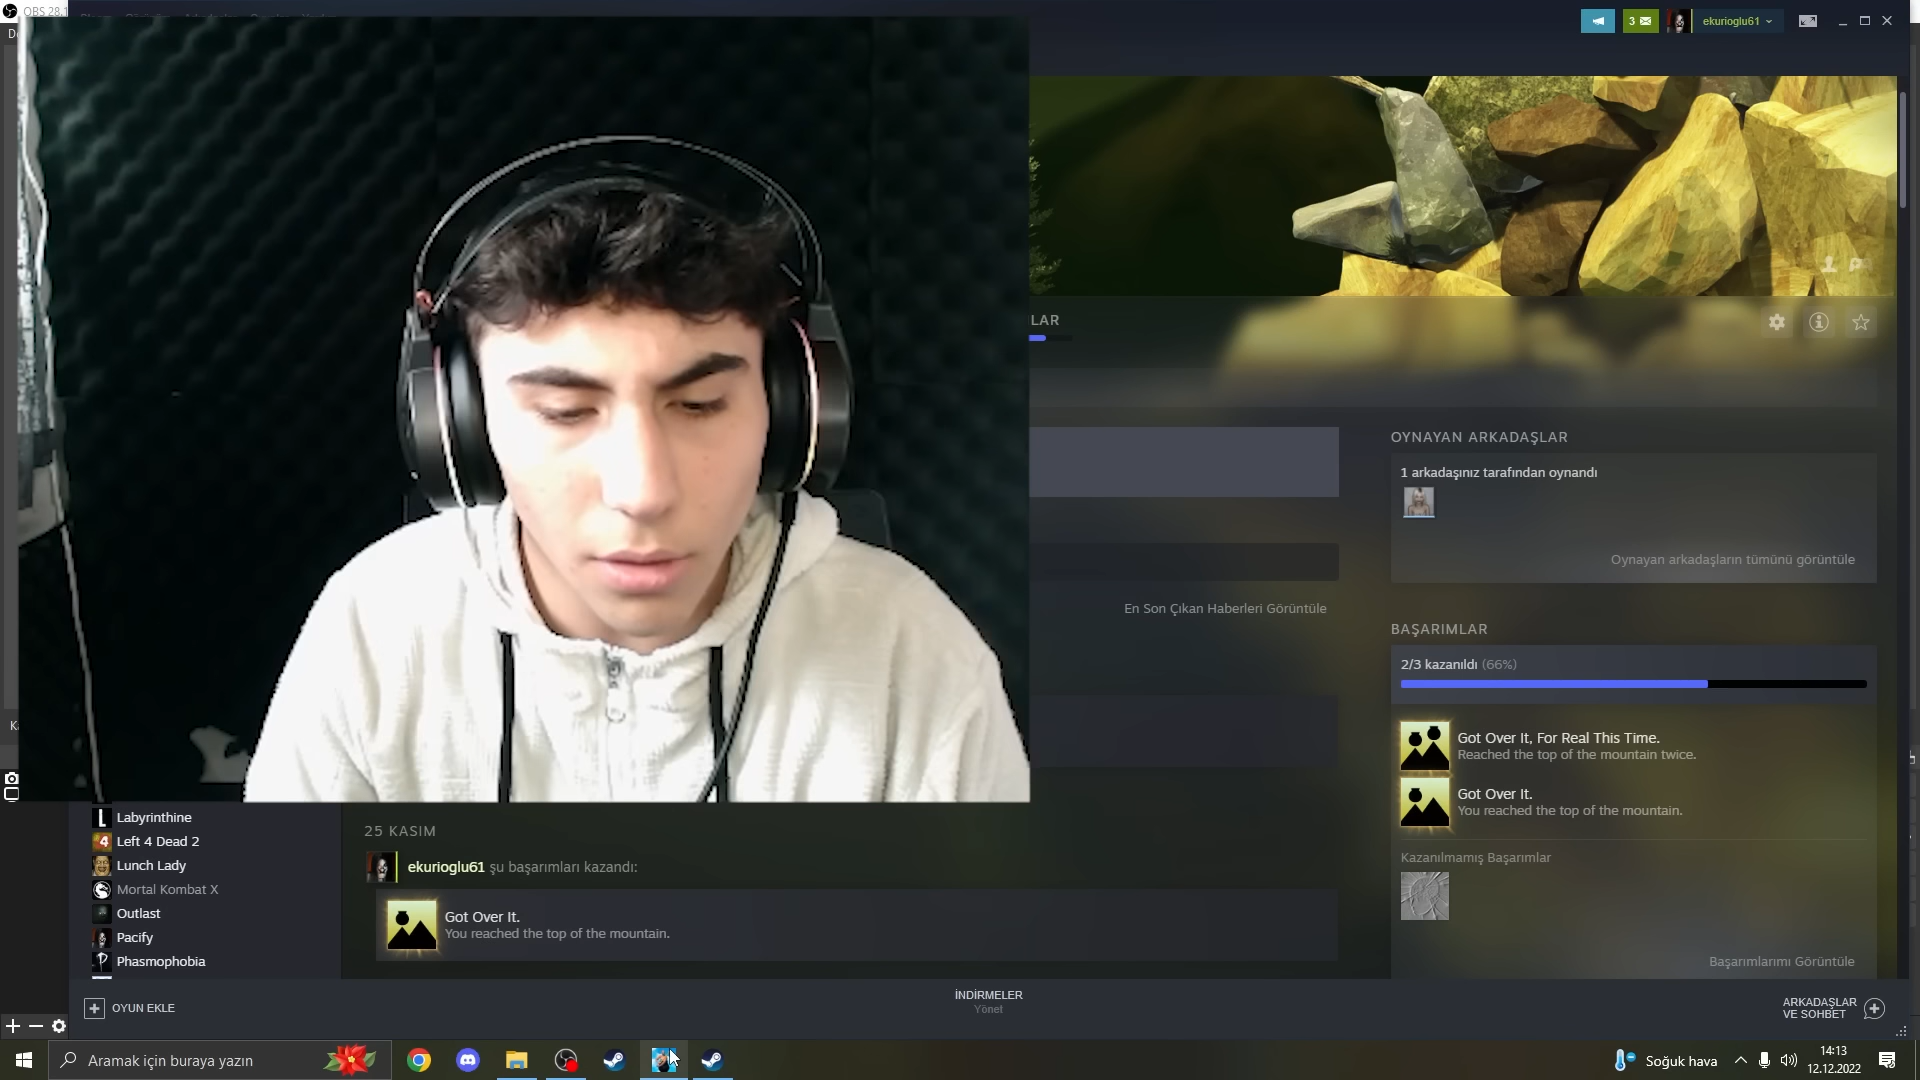 OBS 28.1
3
ekurioglu61
LAR
OYNAYAN ARKADAŞLAR
1 arkadaşınız tarafından oynandı
Oynayan arkadaşların tümünü görüntüle
En Son Çıkan Haberleri Görüntüle
BAŞARIMLAR
2/3 kazanıldı (66%)
Got Over It, For Real This Time.
Reached the top of the mountain twice.
Got Over It.
You reached the top of the mountain.
Kazanılmamış Başarımlar
Başarımlarımı Görüntüle
Labyrinthine
Left 4 Dead 2
Lunch Lady
Mortal Kombat X
Outlast
Pacify
Phasmophobia
25 KASIM
ekurioglu61 şu başarımları kazandı:
Got Over It.
You reached the top of the mountain.
OYUN EKLE
İNDİRMELER
Yönet
ARKADAŞLAR
VE SOHBET
Aramak için buraya yazın
Soğuk hava
14:13
12.12.2022